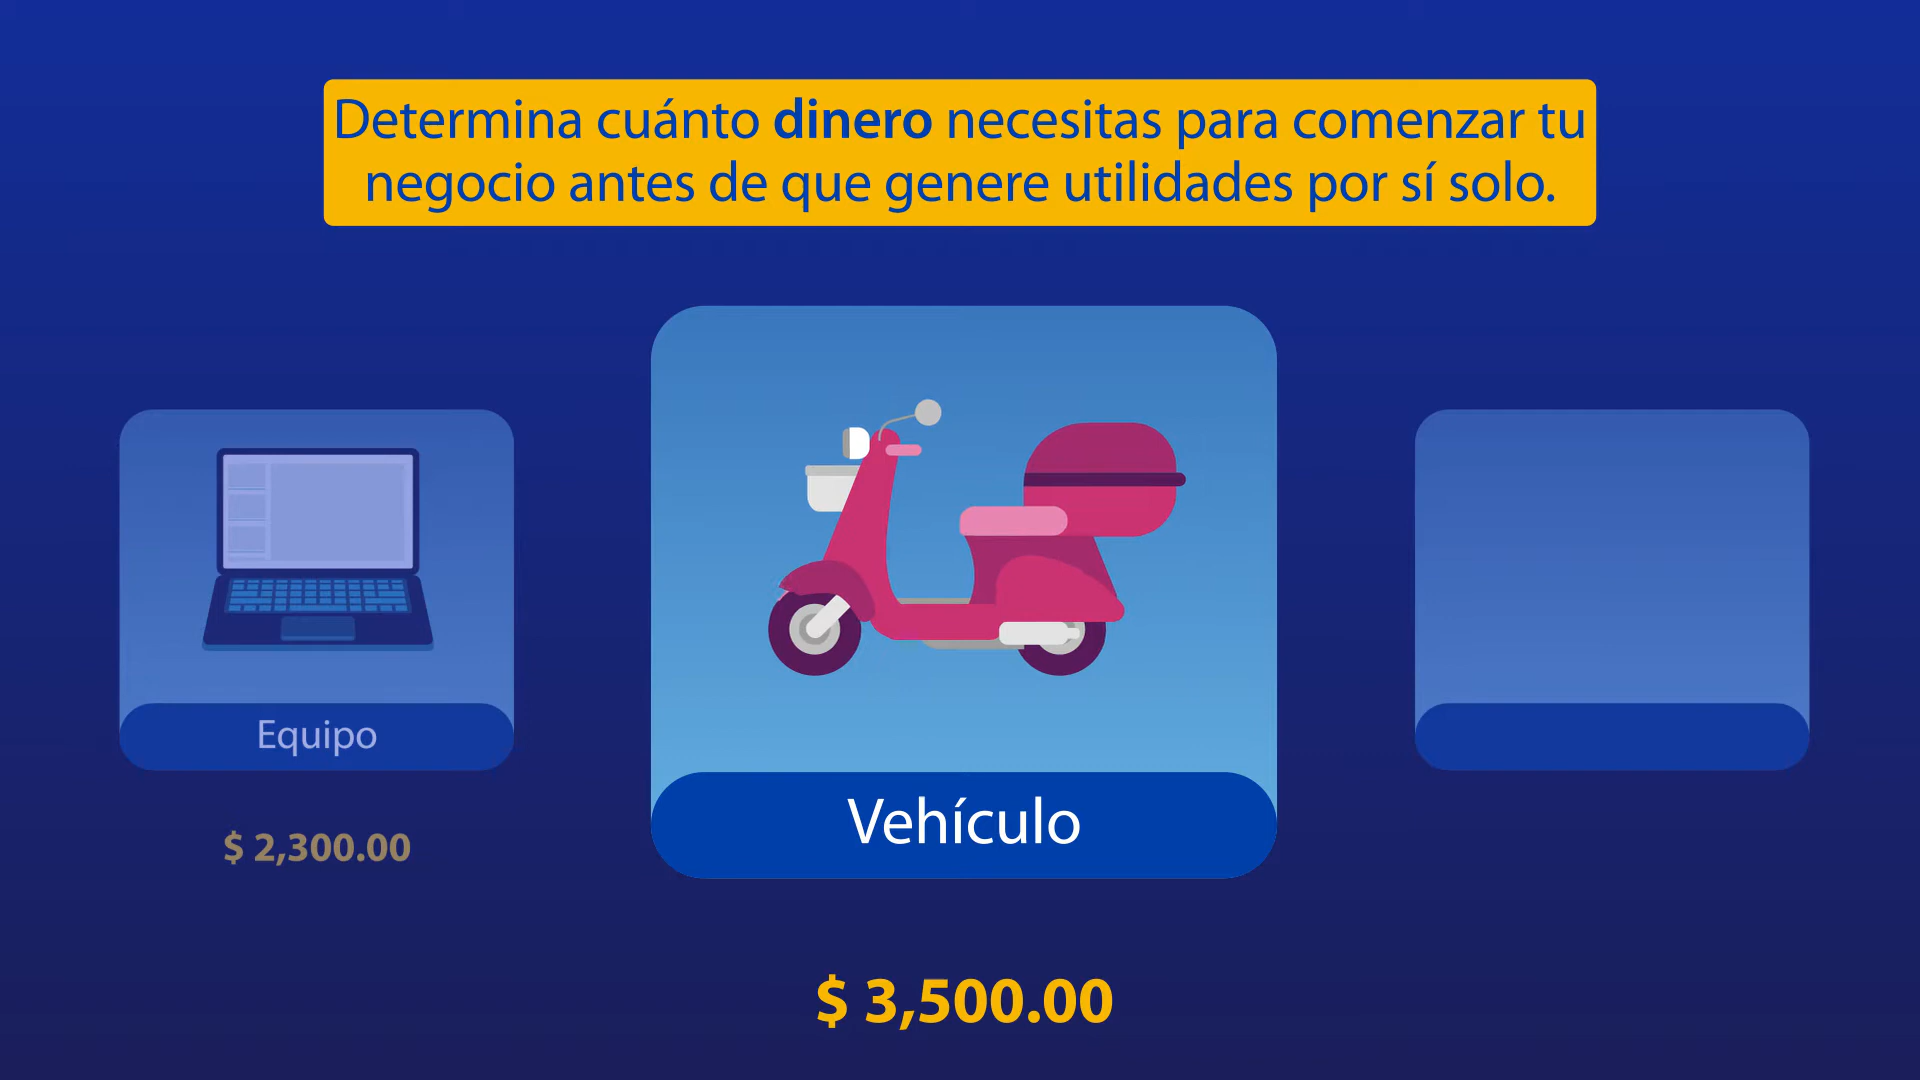 Determina cuánto dinero necesitas para comenzar tu
negocio antes de que genere utilidades por sí solo.
Equipo
$ 2,300.00
Vehículo
$ 3,500.00